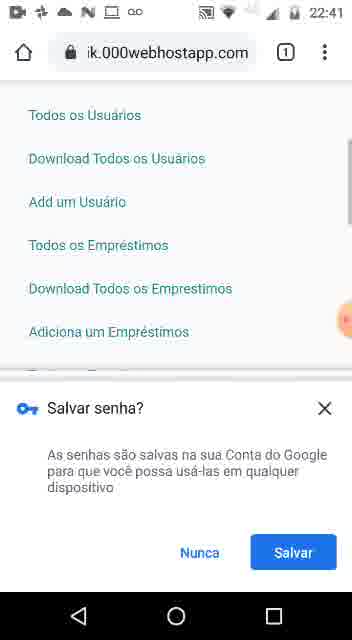 22:41
ik.000webhostapp.com
1
Todos os Usuários
Download Todos os Usuários
Add um Usuário
Todos os Empréstimos
Download Todos os Emprestimos
Adiciona um Empréstimos
Salvar senha?
As senhas são salvas na sua Conta do Google
para que você possa usá-las em qualquer
dispositivo
Nunca
Salvar